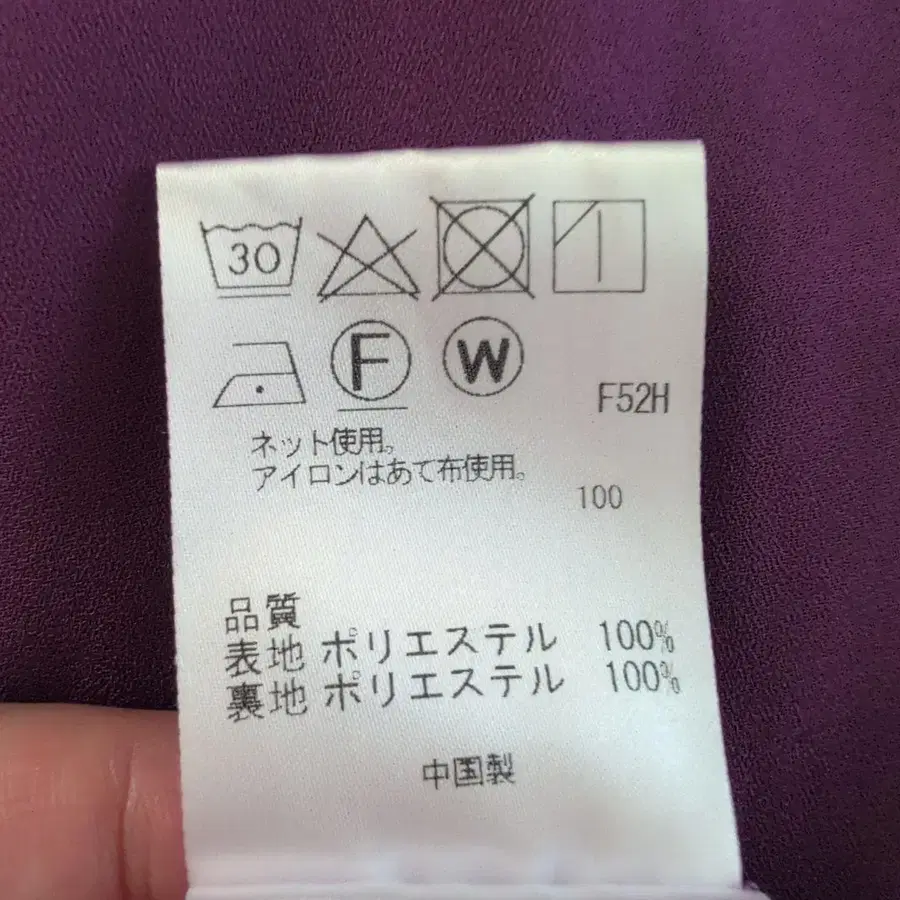 30
F W
F52H
ネット使用。
アイロンはあて布使用。
100
品質
表地 ポリエステル 100%
裏地 ポリエステル 100%
中国製